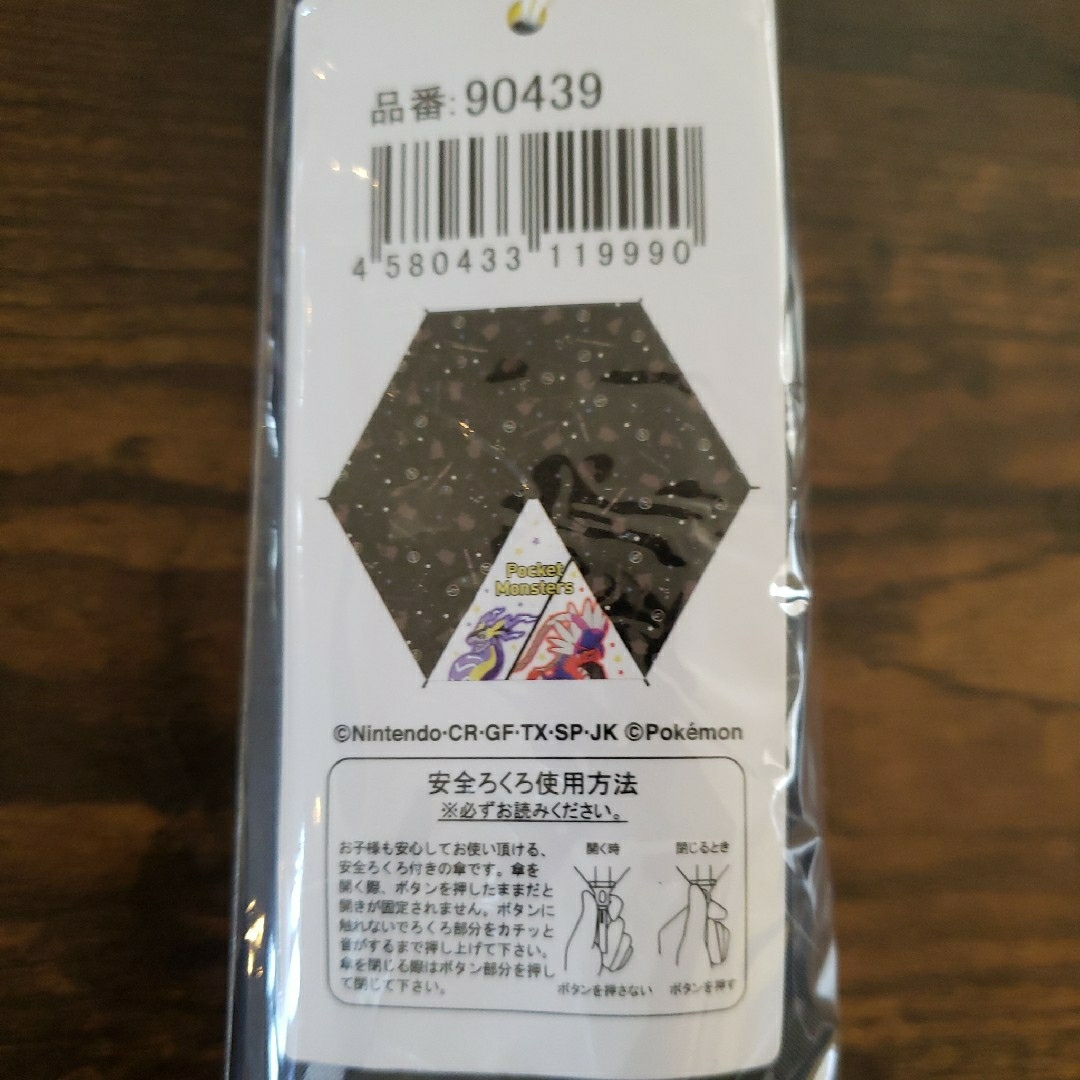 品番:90439
4 580433 119990
Pocket
Monsters
©Nintendo・CR・GF・TX・SP・JK ©Pokémon
安全ろくろ使用方法
※必ずお読みください。
お子様も安心してお使い頂ける、
安全ろくろ付きの傘です。傘を
開く際、ボタンを押したままだと
開きが固定されません。ボタンに
触れないでろくろ部分をカチッと
音がするまで押し上げて下さい。
傘を閉じる際はボタン部分を押し
て閉じて下さい。
開く時
閉じるとき
ボタンを押さない
ボタンを押す